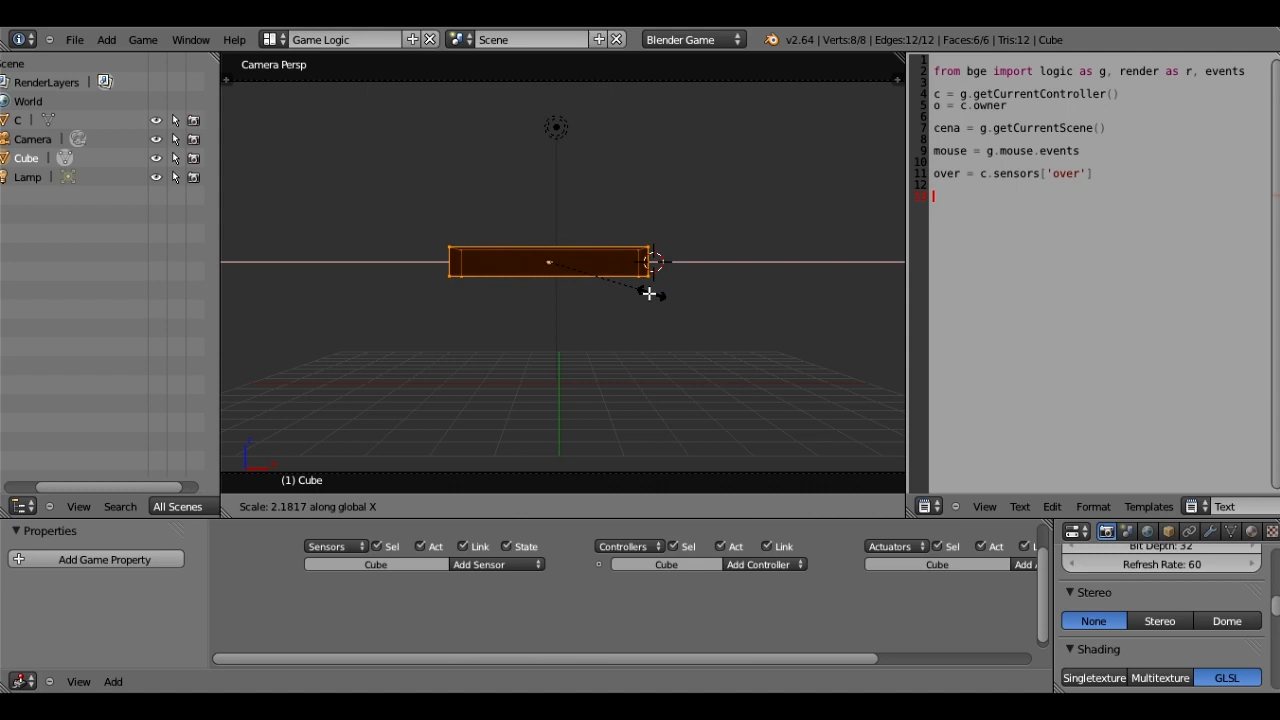 File Add Game Window Help Game Logic Scene Blender Game v2.64 | Verts:8/8 | Edges:12/12 | Faces:6/6 | Tris:12 | Cube
Scene
RenderLayers
World
C
Camera
Cube
Lamp
View Search All Scenes
Camera Persp
(1) Cube
Scale: 2.1817 along global X
1
2 from bge import logic as g, render as r, events
3
4 c = g.getCurrentController()
5 o = c.owner
6
7 cena = g.getCurrentScene()
8
9 mouse = g.mouse.events
10
11 over = c.sensors['over']
12
13
View Text Edit Format Templates Text
Properties
Add Game Property
Sensors Sel Act Link State
Cube Add Sensor
Controllers Sel Act Link
Cube Add Controller
Actuators Sel Act L
Cube Add
View Add
Bit Depth: 32
Refresh Rate: 60
Stereo
None Stereo Dome
Shading
Singletexture Multitexture GLSL